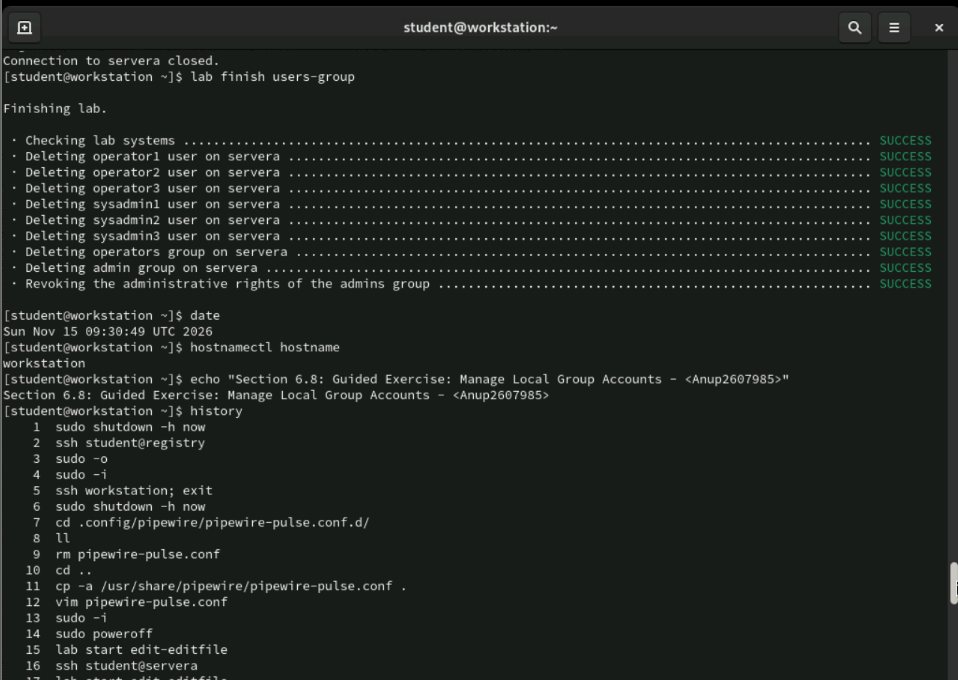 student@workstation:~
Connection to servera closed.
[student@workstation ~]$ lab finish users-group
Finishing lab.
· Checking lab systems ............................................................................................ SUCCESS
· Deleting operator1 user on servera .............................................................................. SUCCESS
· Deleting operator2 user on servera .............................................................................. SUCCESS
· Deleting operator3 user on servera .............................................................................. SUCCESS
· Deleting sysadmin1 user on servera .............................................................................. SUCCESS
· Deleting sysadmin2 user on servera .............................................................................. SUCCESS
· Deleting sysadmin3 user on servera .............................................................................. SUCCESS
· Deleting operators group on servera ............................................................................. SUCCESS
· Deleting admin group on servera ................................................................................. SUCCESS
· Revoking the administrative rights of the admins group .......................................................... SUCCESS
[student@workstation ~]$ date
Sun Nov 15 09:30:49 UTC 2026
[student@workstation ~]$ hostnamectl hostname
workstation
[student@workstation ~]$ echo "Section 6.8: Guided Exercise: Manage Local Group Accounts - <Anup2607985>"
Section 6.8: Guided Exercise: Manage Local Group Accounts - <Anup2607985>
[student@workstation ~]$ history
1 sudo shutdown -h now
2 ssh student@registry
3 sudo -o
4 sudo -i
5 ssh workstation; exit
6 sudo shutdown -h now
7 cd .config/pipewire/pipewire-pulse.conf.d/
8 ll
9 rm pipewire-pulse.conf
10 cd ..
11 cp -a /usr/share/pipewire/pipewire-pulse.conf .
12 vim pipewire-pulse.conf
13 sudo -i
14 sudo poweroff
15 lab start edit-editfile
16 ssh student@servera
17 lab start edit-editfile